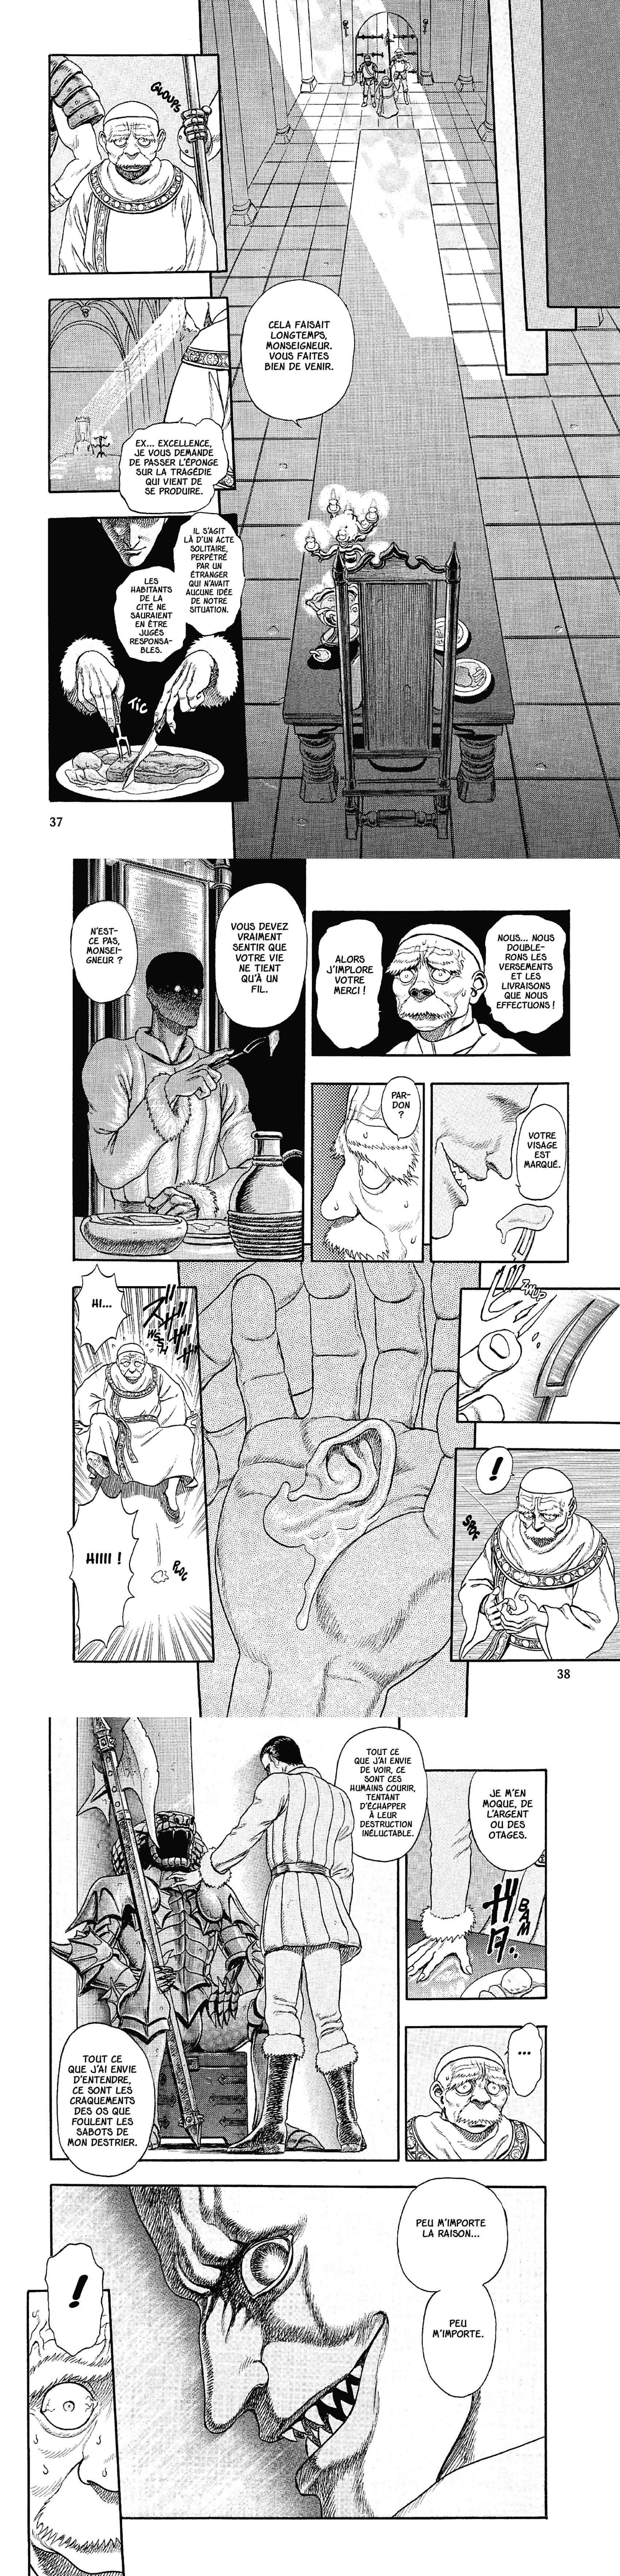 CELA FAISAIT
LONGTEMPS,
MONSEIGNEUR.
VOUS FAITES
BIEN DE VENIR.
GLOUPS
EX... EXCELLENCE,
JE VOUS DEMANDE
DE PASSER L'ÉPONGE
SUR LA TRAGÉDIE
QUI VIENT DE
SE PRODUIRE.
IL S'AGIT
LÀ D'UN ACTE
SOLITAIRE,
PERPÉTRÉ
PAR UN
ÉTRANGER
QUI N'AVAIT
AUCUNE IDÉE
DE NOTRE
SITUATION.
LES
HABITANTS
DE LA
CITÉ NE
SAURAIENT
EN ÊTRE
JUGÉS
RESPONSA-
BLES.
TIC
37
NOUS... NOUS
DOUBLE-
RONS LES
VERSEMENTS
ET LES
LIVRAISONS
QUE NOUS
EFFECTUONS !
ALORS
J'IMPLORE
VOTRE
MERCI !
VOUS DEVEZ
VRAIMENT
SENTIR QUE
VOTRE VIE
NE TIENT
QU'À UN
FIL.
N'EST-
CE PAS,
MONSEI-
GNEUR ?
VOTRE
VISAGE
EST
MARQUÉ.
PAR-
DON
?
ZWUP
!
SPOF
HI...
WSSH
HIIII !
PLOC
38
JE M'EN
MOQUE, DE
L'ARGENT
OU DES
OTAGES.
BAM
TOUT CE
QUE J'AI ENVIE
DE VOIR, CE
SONT CES
HUMAINS COURIR,
TENTANT
D'ÉCHAPPER
À LEUR
DESTRUCTION
INÉLUCTABLE.
TOUT CE
QUE J'AI ENVIE
D'ENTENDRE,
CE SONT LES
CRAQUEMENTS
DES OS QUE
FOULENT LES
SABOTS DE
MON DESTRIER.
...
PEU M'IMPORTE
LA RAISON...
PEU
M'IMPORTE.
!